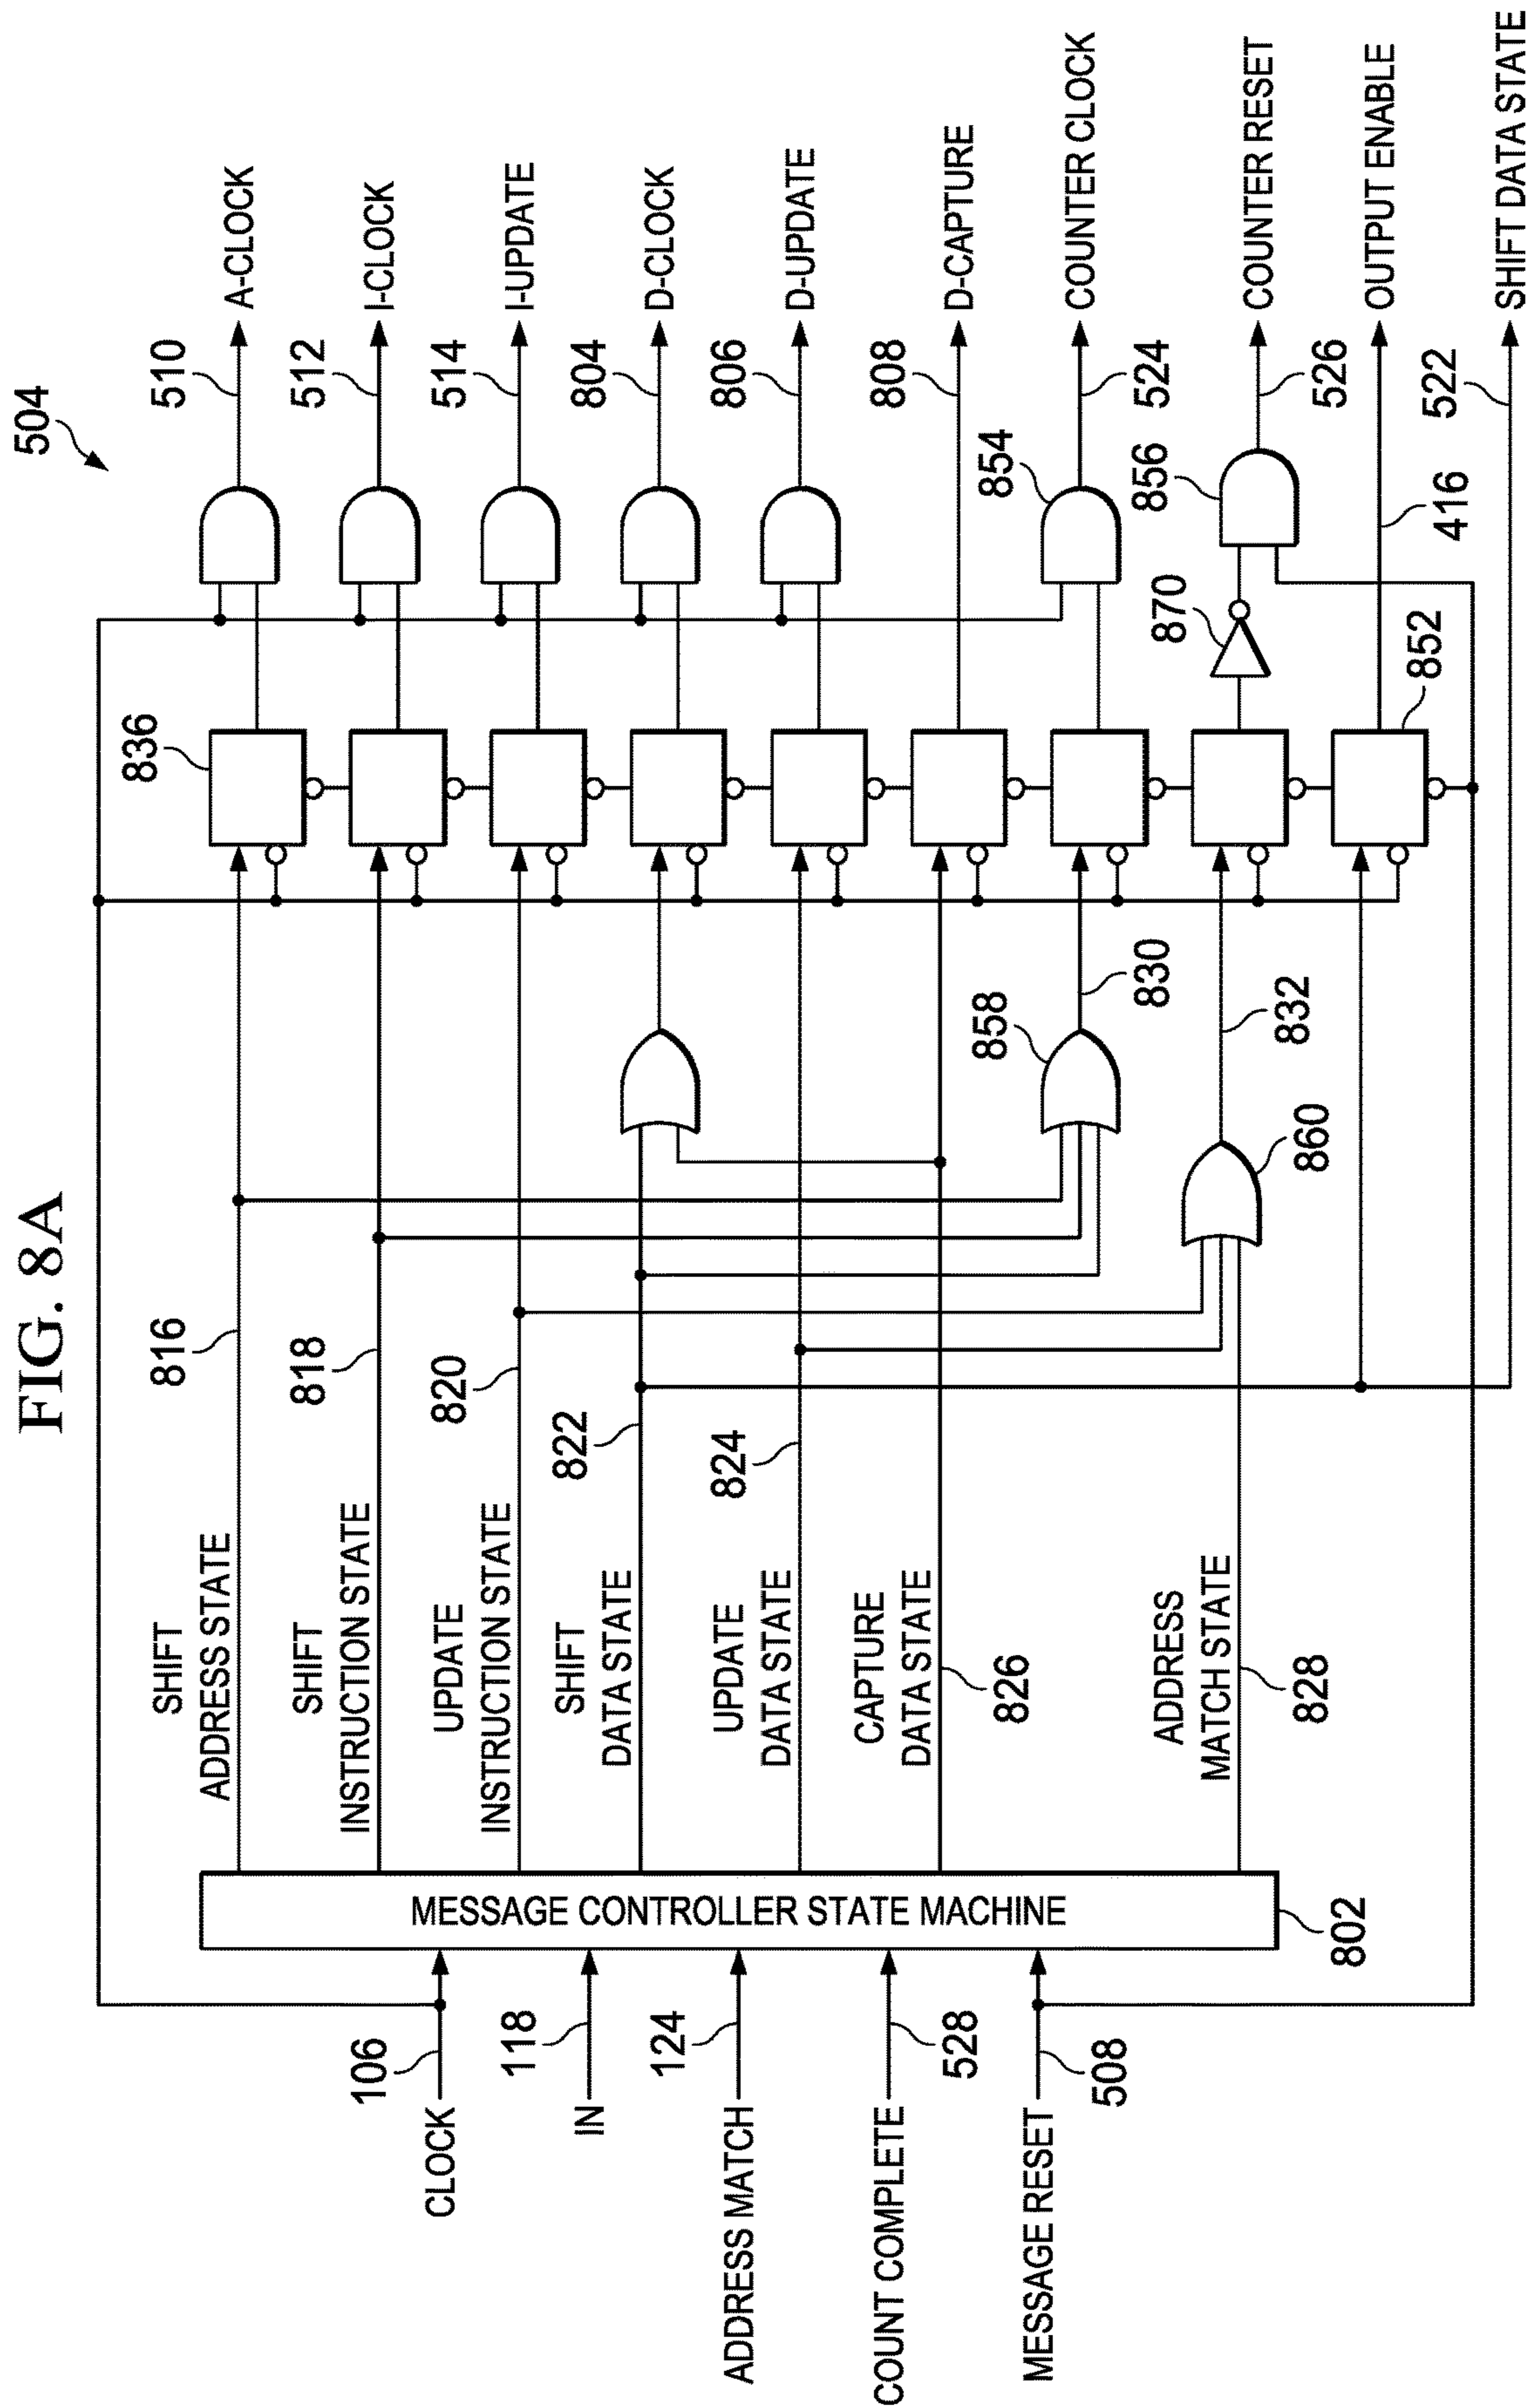 FIG. 8A
504
CLOCK
106
IN
118
ADDRESS MATCH
124
COUNT COMPLETE
528
MESSAGE RESET
508
MESSAGE CONTROLLER STATE MACHINE
802
SHIFT
ADDRESS STATE
816
SHIFT
INSTRUCTION STATE
818
UPDATE
INSTRUCTION STATE
820
SHIFT
DATA STATE
822
UPDATE
DATA STATE
824
CAPTURE
DATA STATE
826
ADDRESS
MATCH STATE
828
858
830
860
832
836
852
870
854
856
510
A-CLOCK
512
I-CLOCK
514
I-UPDATE
804
D-CLOCK
806
D-UPDATE
808
D-CAPTURE
524
COUNTER CLOCK
526
COUNTER RESET
416
OUTPUT ENABLE
522
SHIFT DATA STATE